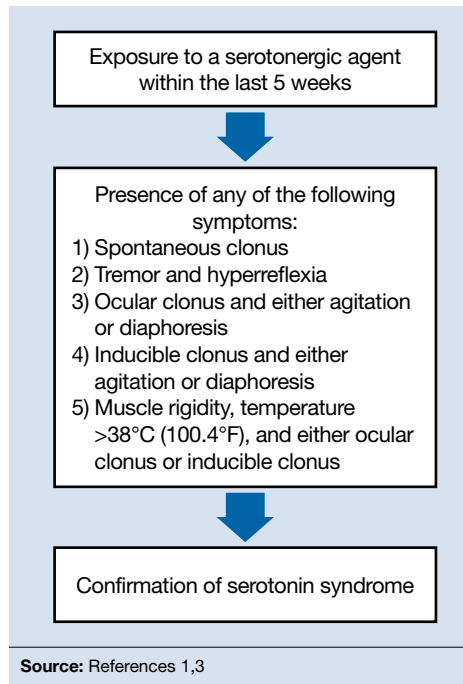 Exposure to a serotonergic agent
within the last 5 weeks
Presence of any of the following
symptoms:
1) Spontaneous clonus
2) Tremor and hyperreflexia
3) Ocular clonus and either agitation
or diaphoresis
4) Inducible clonus and either
agitation or diaphoresis
5) Muscle rigidity, temperature
>38°C (100.4°F), and either ocular
clonus or inducible clonus
Confirmation of serotonin syndrome
Source: References 1,3